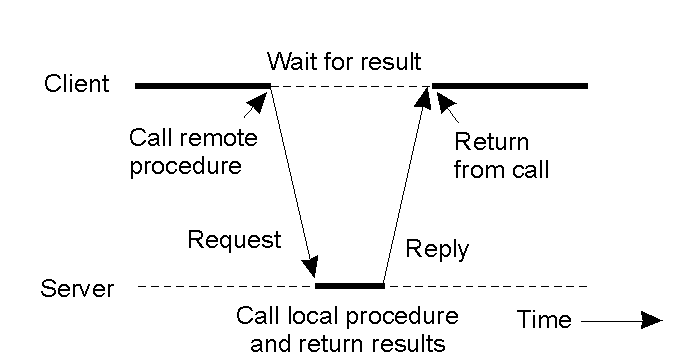 Wait for result
Client
Call remote
procedure
Return
from call
Request
Reply
Server
Call local procedure
and return results
Time